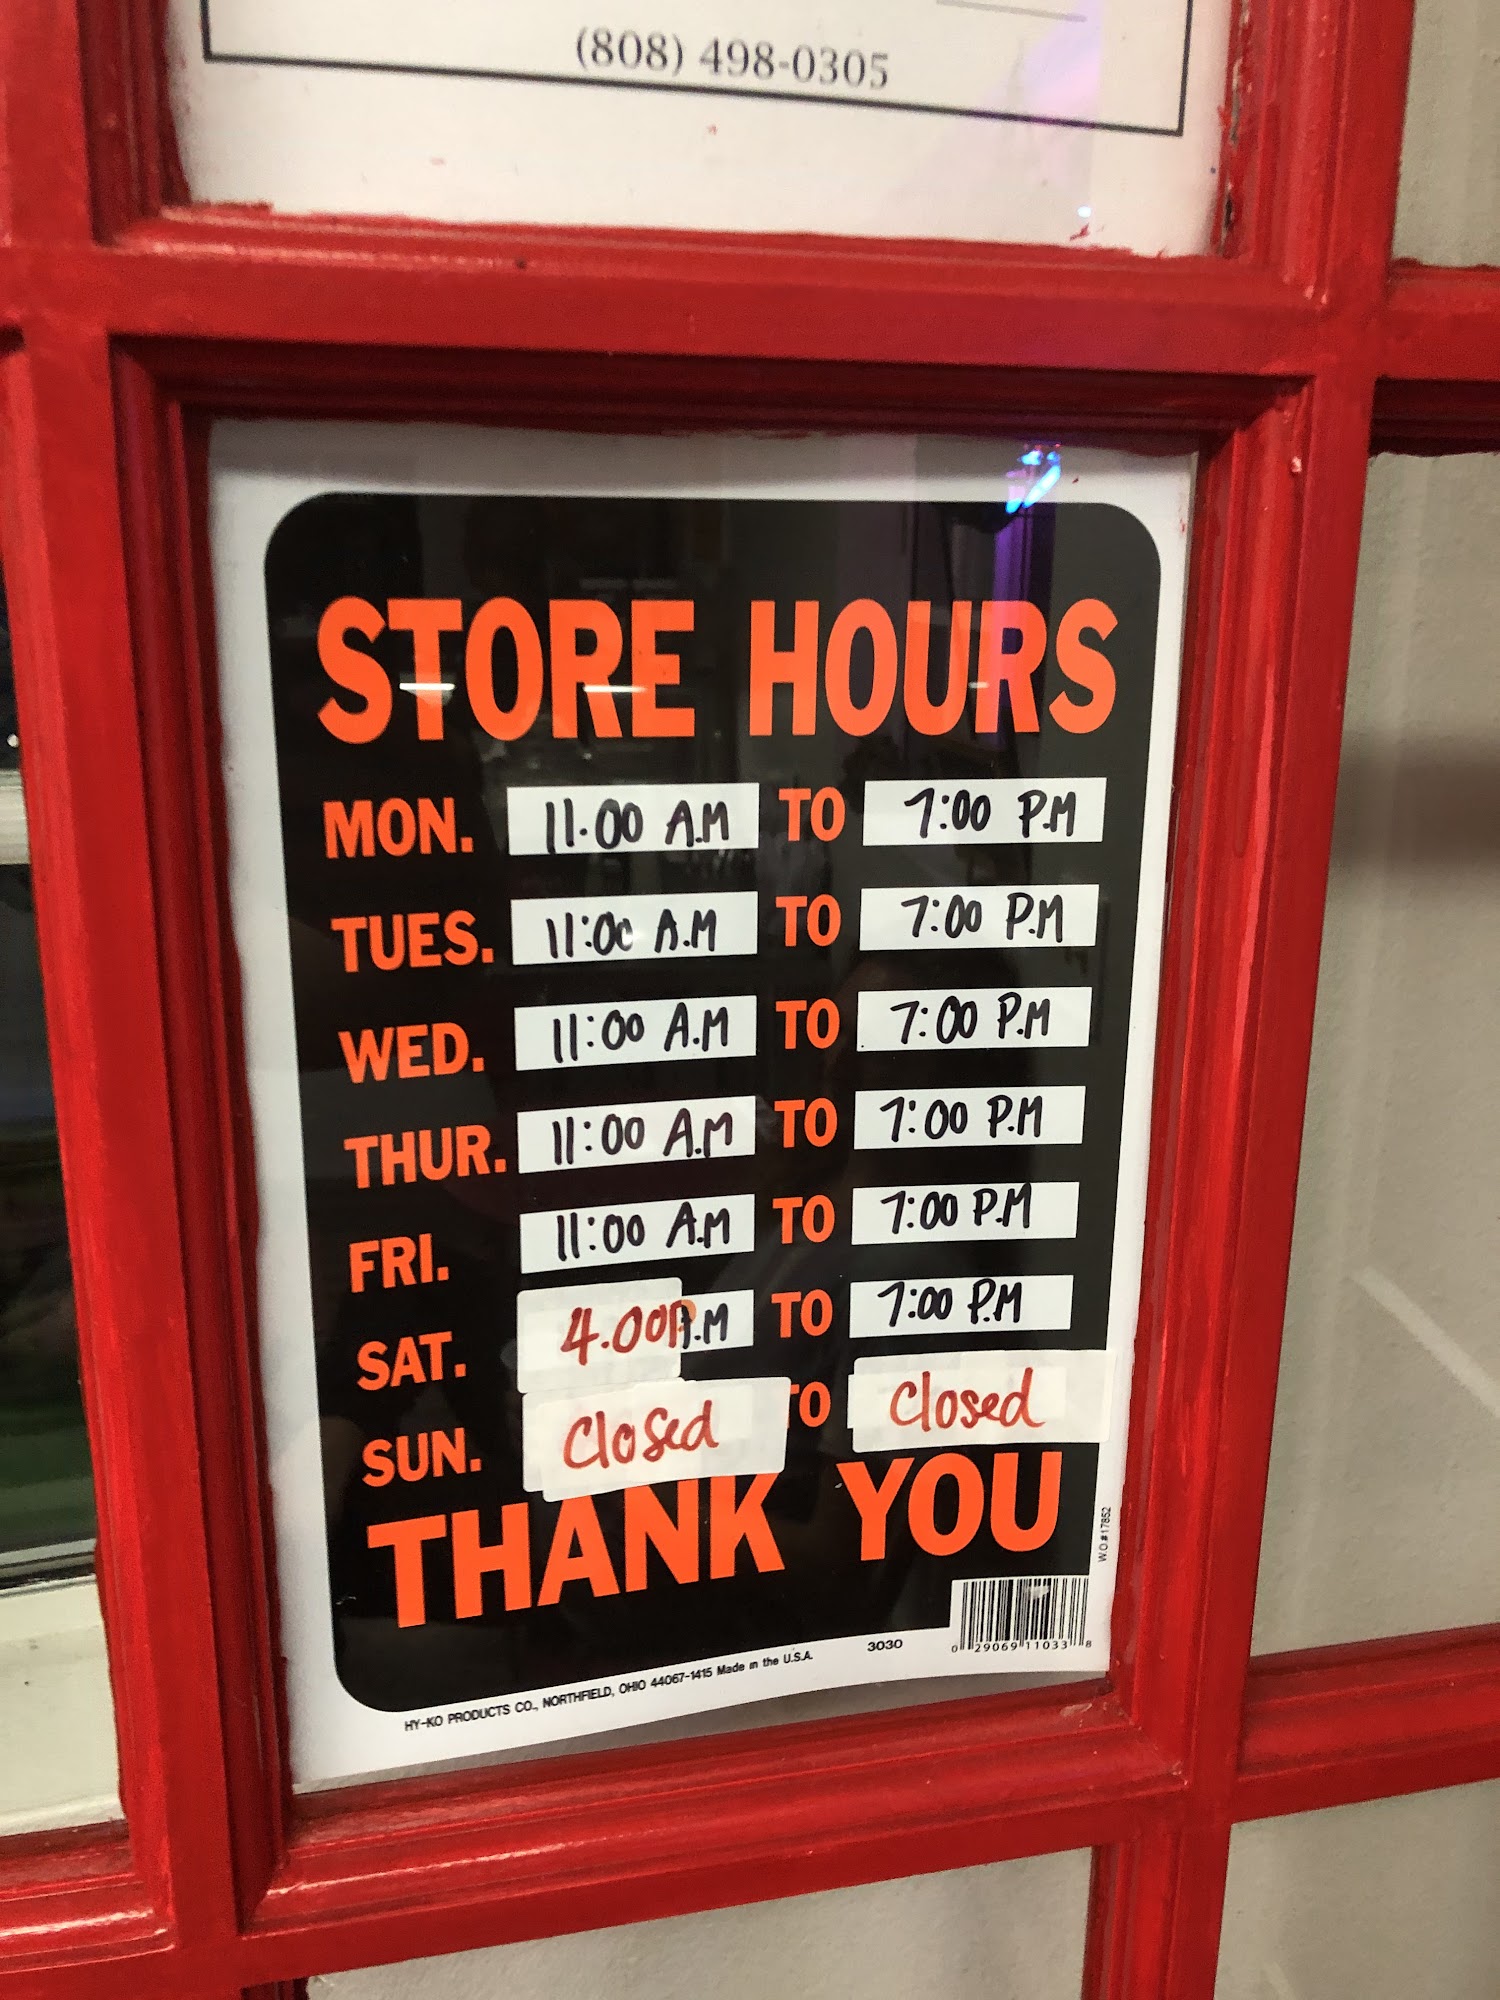 (808) 498-0305
STORE HOURS
MON. 11.00 A.M TO 7:00 P.M
TUES. 11:00 A.M TO 7:00 P.M
WED. 11:00 A.M TO 7:00 P.M
THUR. 11:00 A.M TO 7:00 P.M
FRI. 11:00 A.M TO 7:00 P.M
SAT. 4.00P.M TO 7:00 P.M
SUN. Closed TO Closed
THANK YOU
W.O.#17852
3030
0 29069 11033 8
HY-KO PRODUCTS CO., NORTHFIELD, OHIO 44067-1415 Made in the U.S.A.